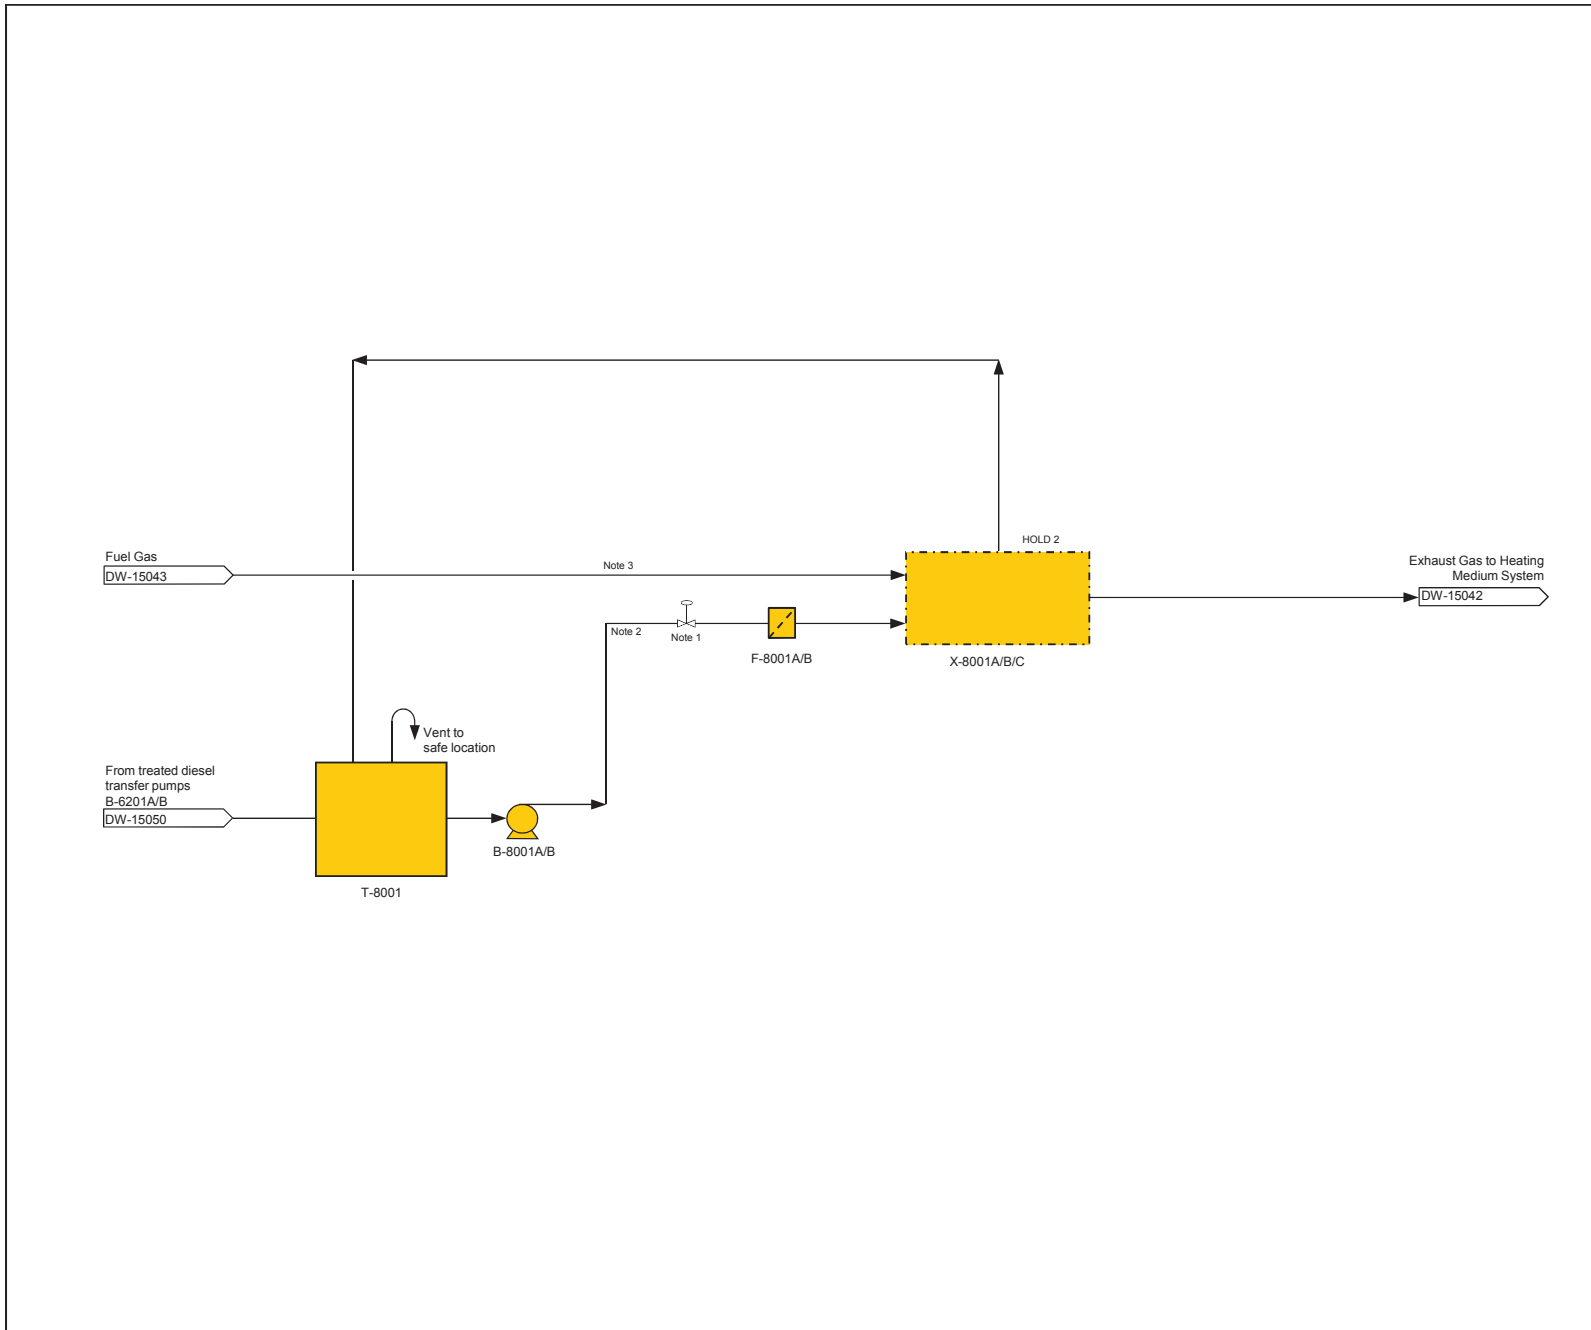 HOLD 2
Fuel Gas
DW-15043
Note 3
Exhaust Gas to Heating
Medium System
DW-15042
Note 2
Note 1
F-8001A/B
X-8001A/B/C
Vent to
safe location
From treated diesel
transfer pumps
B-6201A/B
DW-15050
B-8001A/B
T-8001